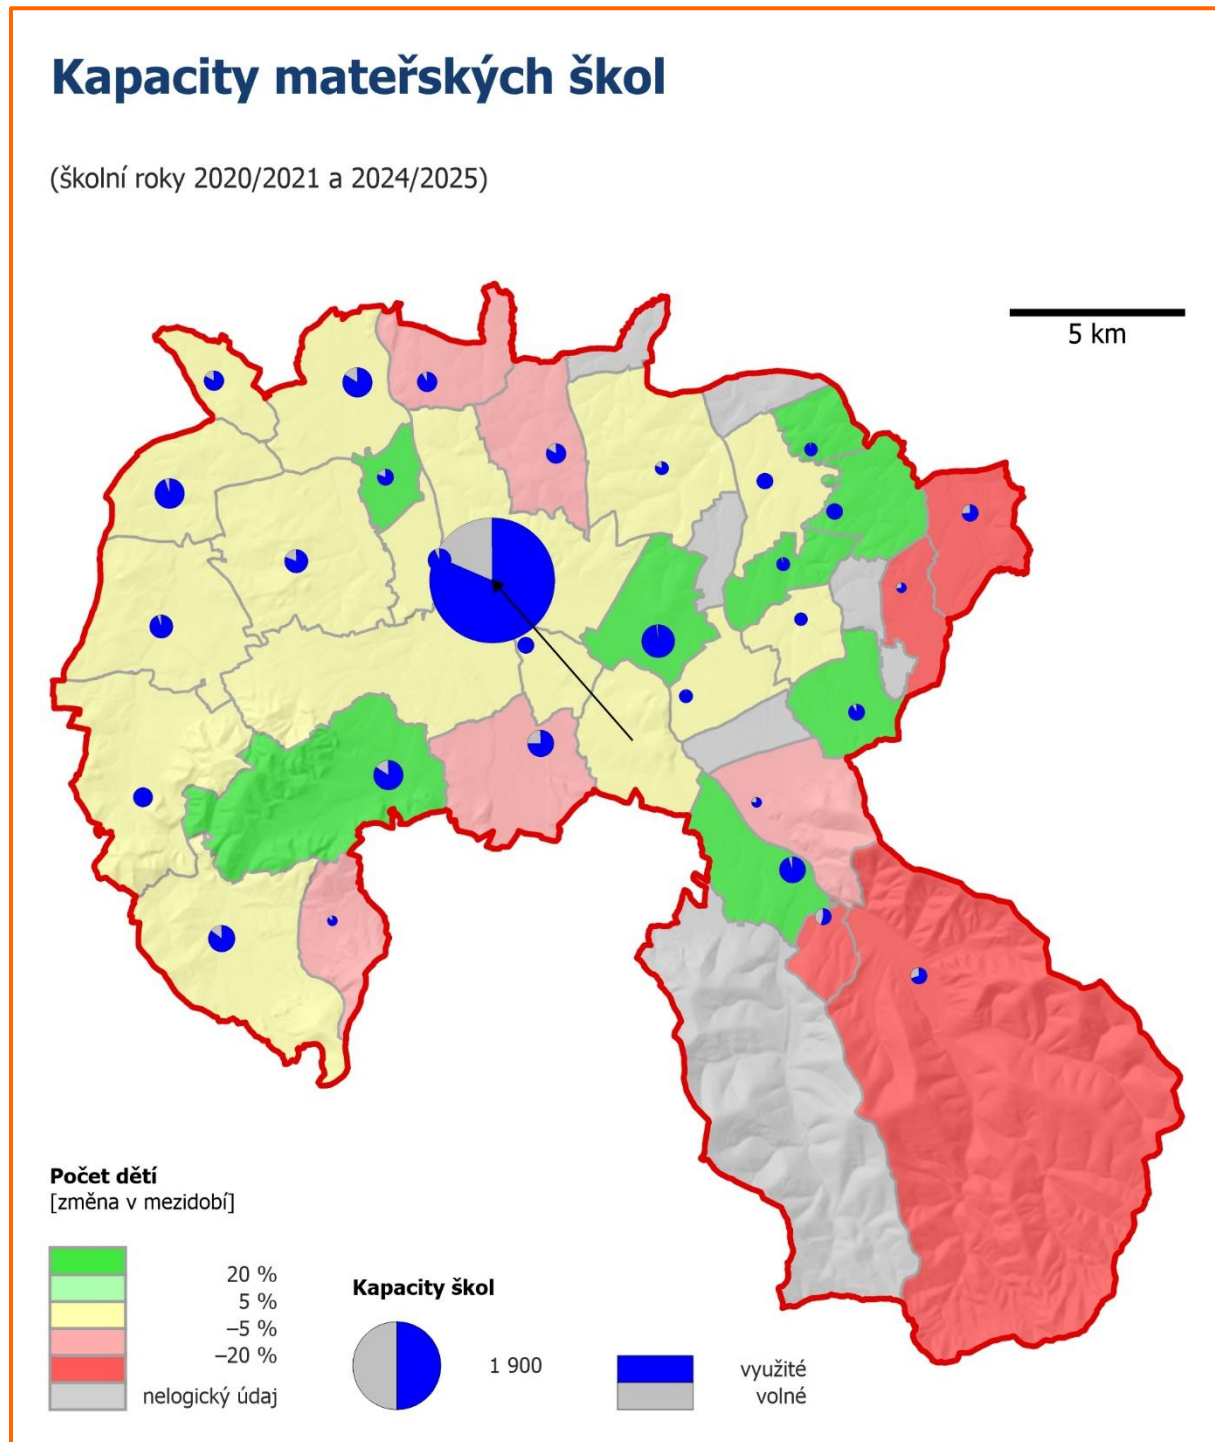 Kapacity mateřských škol
(školní roky 2020/2021 a 2024/2025)
5 km
Počet dětí
[změna v mezidobí]
20 %
5 %
–5 %
–20 %
nelogický údaj
Kapacity škol
1 900
využité
volné